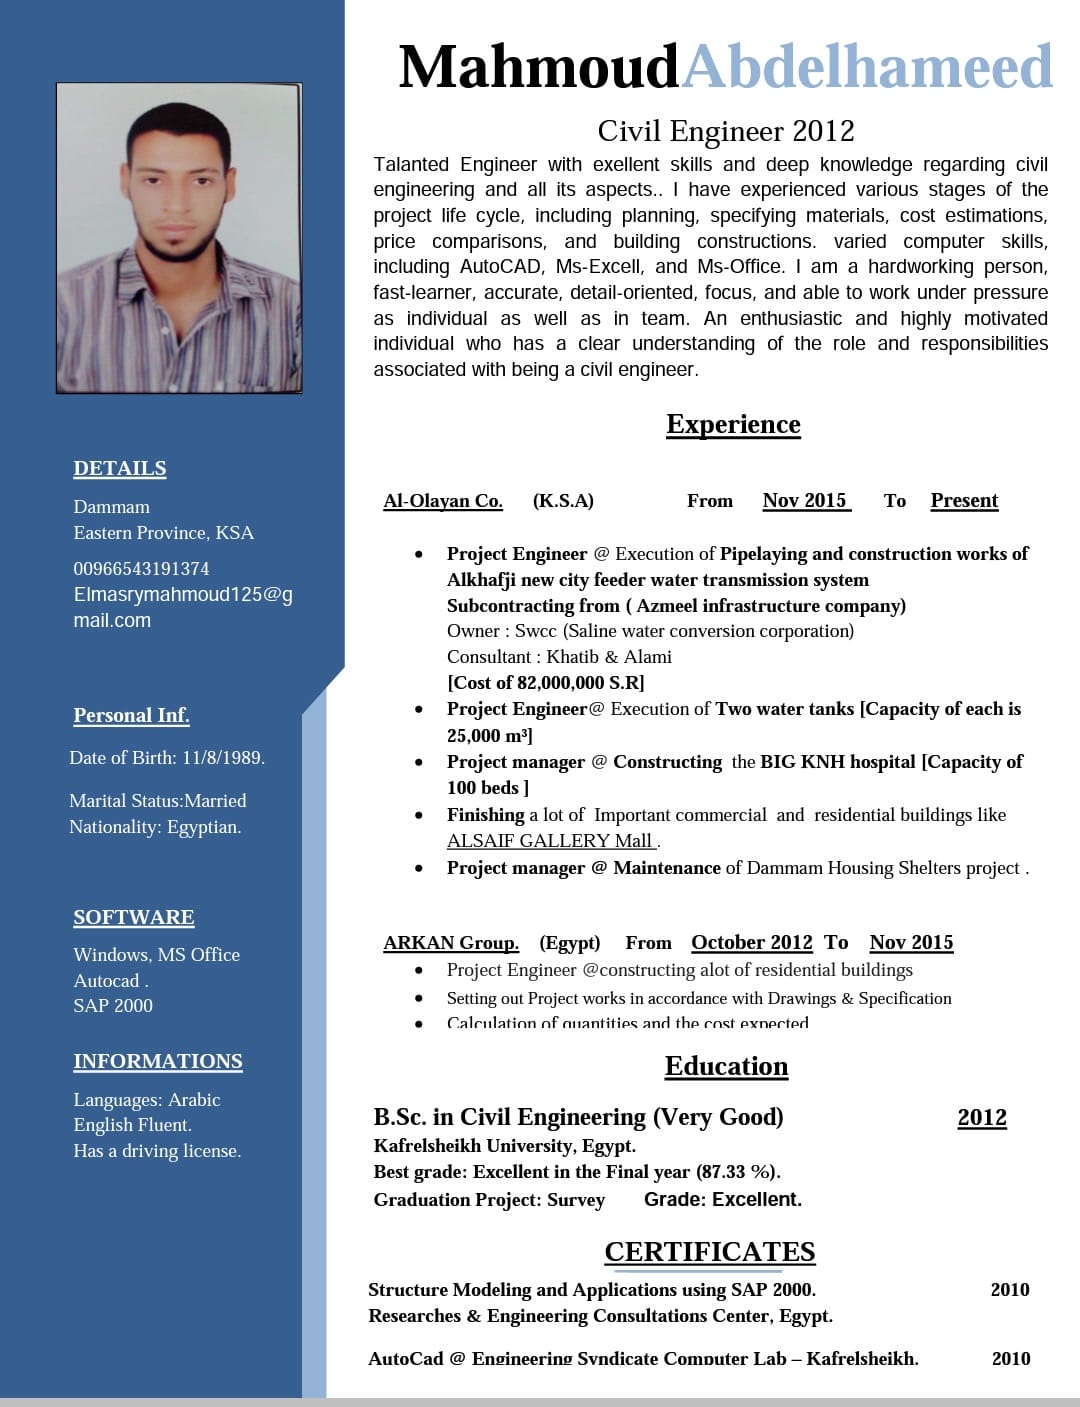 MahmoudAbdelhameed
Civil Engineer 2012
Talanted Engineer with exellent skills and deep knowledge regarding civil
engineering and all its aspects.. I have experienced various stages of the
project life cycle, including planning, specifying materials, cost estimations,
price comparisons, and building constructions. varied computer skills,
including AutoCAD, Ms-Excell, and Ms-Office. I am a hardworking person,
fast-learner, accurate, detail-oriented, focus, and able to work under pressure
as individual as well as in team. An enthusiastic and highly motivated
individual who has a clear understanding of the role and responsibilities
associated with being a civil engineer.
DETAILS
Dammam
Eastern Province, KSA
00966543191374
Elmasrymahmoud125@g
mail.com
Personal Inf.
Date of Birth: 11/8/1989.
Marital Status:Married
Nationality: Egyptian.
SOFTWARE
Windows, MS Office
Autocad .
SAP 2000
INFORMATIONS
Languages: Arabic
English Fluent.
Has a driving license.
Experience
Al-Olayan Co. (K.S.A) From Nov 2015 To Present
• Project Engineer @ Execution of Pipelaying and construction works of
Alkhafji new city feeder water transmission system
Subcontracting from ( Azmeel infrastructure company)
Owner : Swcc (Saline water conversion corporation)
Consultant : Khatib & Alami
[Cost of 82,000,000 S.R]
• Project Engineer@ Execution of Two water tanks [Capacity of each is
25,000 m³]
• Project manager @ Constructing the BIG KNH hospital [Capacity of
100 beds ]
• Finishing a lot of Important commercial and residential buildings like
ALSAIF GALLERY Mall .
• Project manager @ Maintenance of Dammam Housing Shelters project .
ARKAN Group. (Egypt) From October 2012 To Nov 2015
• Project Engineer @constructing alot of residential buildings
• Setting out Project works in accordance with Drawings & Specification
• Calculation of quantities and the cost expected
Education
B.Sc. in Civil Engineering (Very Good) 2012
Kafrelsheikh University, Egypt.
Best grade: Excellent in the Final year (87.33 %).
Graduation Project: Survey Grade: Excellent.
CERTIFICATES
Structure Modeling and Applications using SAP 2000. 2010
Researches & Engineering Consultations Center, Egypt.
AutoCad @ Engineering Syndicate Computer Lab – Kafrelsheikh. 2010